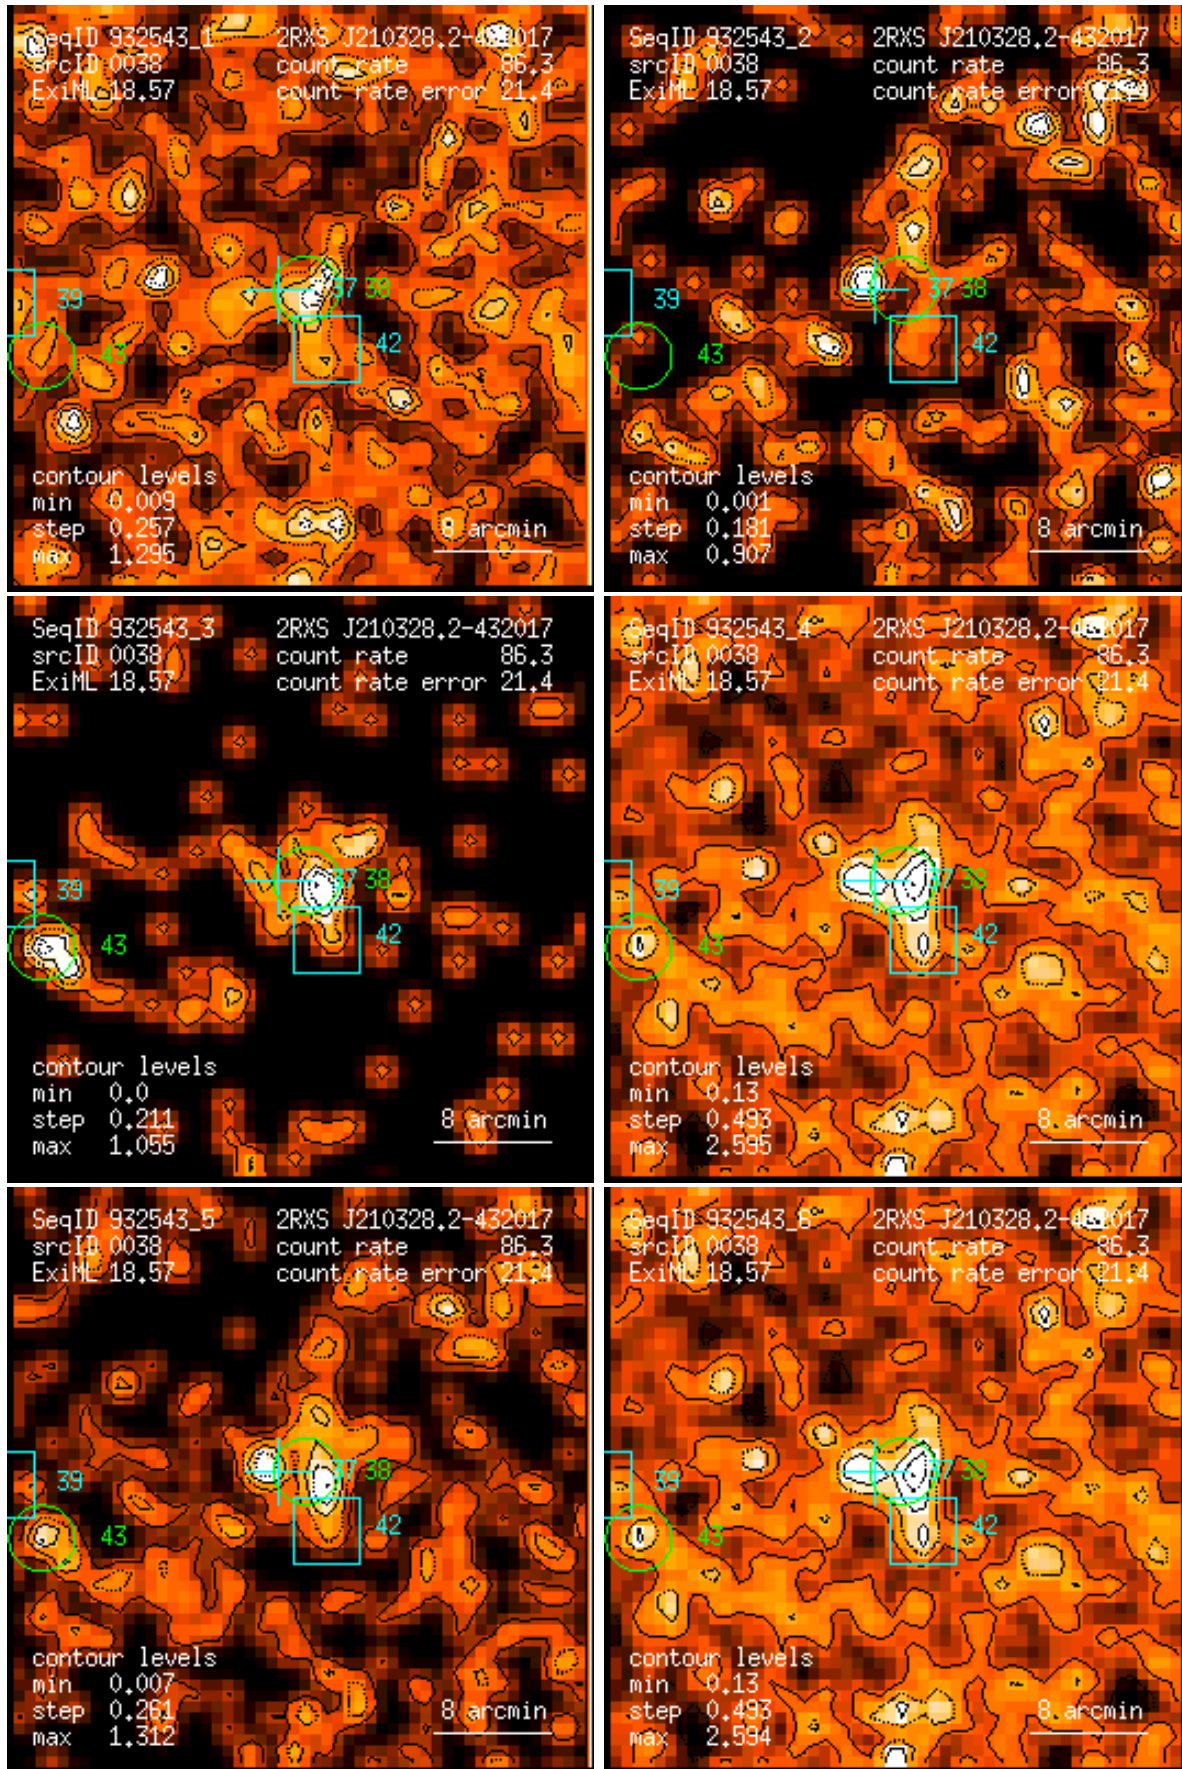 SeqID 932543_1 2RXS J210328.2-432017
srcID 0038 count rate 86.3
ExiML 18.57 count rate error 21.4
39
37 38
42
43
contour levels
min 0.009
step 0.257 8 arcmin
max 1.295
SeqID 932543_2 2RXS J210328.2-432017
srcID 0038 count rate 86.3
ExiML 18.57 count rate error 21.4
39
37 38
42
43
contour levels
min 0.001
step 0.181 8 arcmin
max 0.907
SeqID 932543_3 2RXS J210328.2-432017
srcID 0038 count rate 86.3
ExiML 18.57 count rate error 21.4
37 38
39
42
43
contour levels
min 0.0
step 0.211 8 arcmin
max 1.055
SeqID 932543_4 2RXS J210328.2-432017
srcID 0038 count rate 86.3
ExiML 18.57 count rate error 21.4
37 38
39
42
43
contour levels
min 0.13
step 0.493 8 arcmin
max 2.595
SeqID 932543_5 2RXS J210328.2-432017
srcID 0038 count rate 86.3
ExiML 18.57 count rate error 21.4
37 38
39
42
43
contour levels
min 0.007
step 0.261 8 arcmin
max 1.312
SeqID 932543_6 2RXS J210328.2-432017
srcID 0038 count rate 86.3
ExiML 18.57 count rate error 21.4
37 38
39
42
43
contour levels
min 0.13
step 0.493 8 arcmin
max 2.594